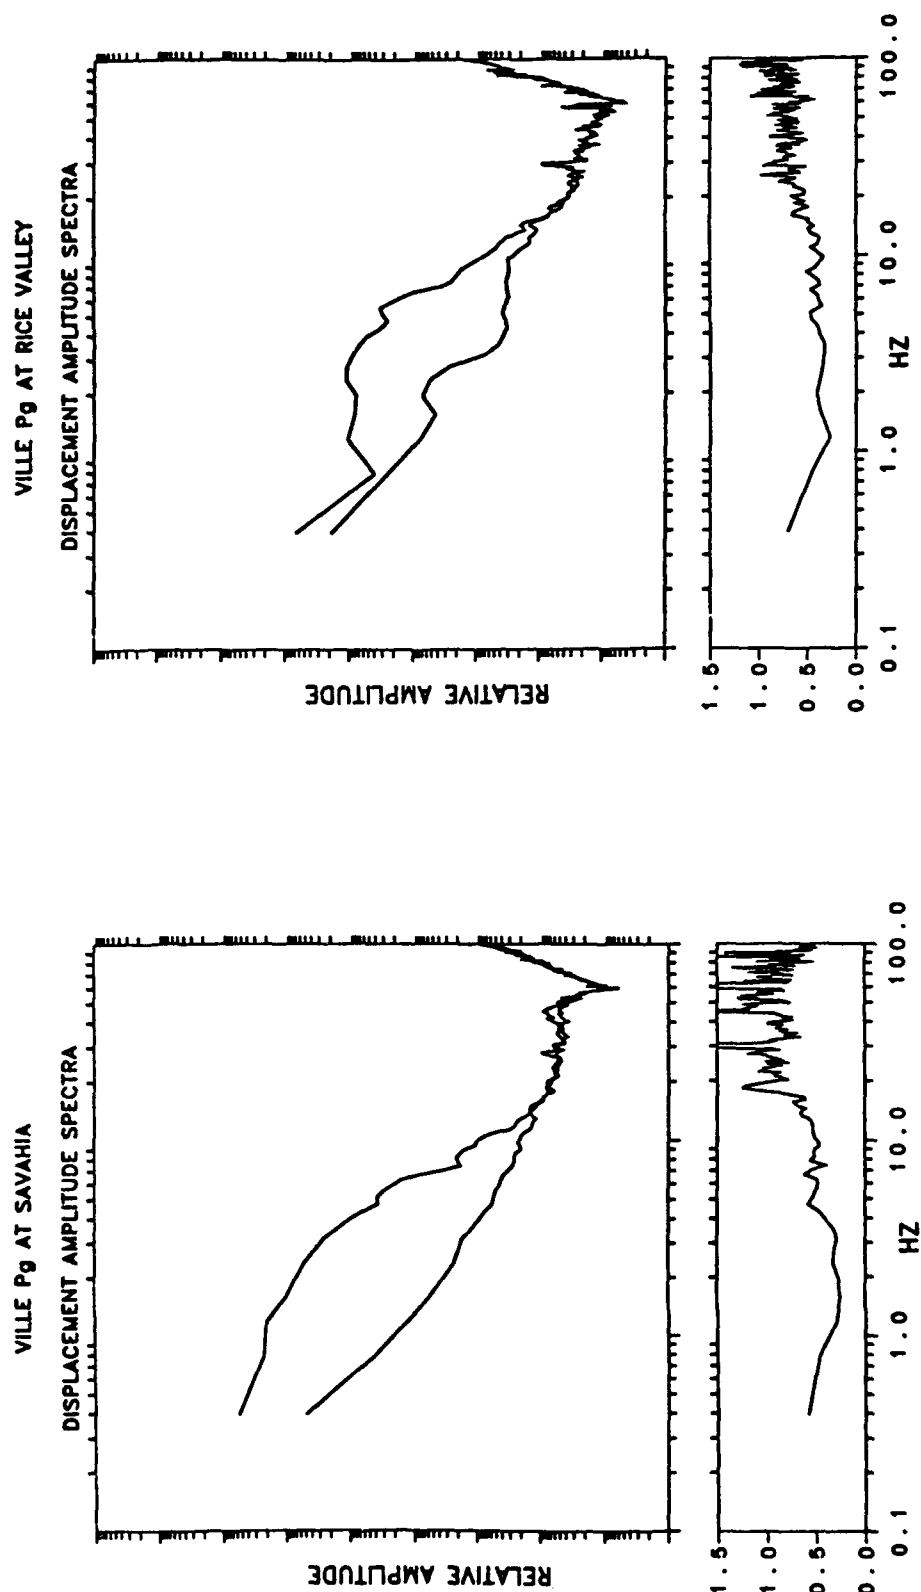 VILLE Pg AT SAVAHIA
DISPLACEMENT AMPLITUDE SPECTRA
RELATIVE AMPLITUDE
1.5
1.0
0.5
0.0
0.1 1.0 10.0 100.0
HZ
VILLE Pg AT RICE VALLEY
DISPLACEMENT AMPLITUDE SPECTRA
RELATIVE AMPLITUDE
1.5
1.0
0.5
0.0
0.1 1.0 10.0 100.0
HZ